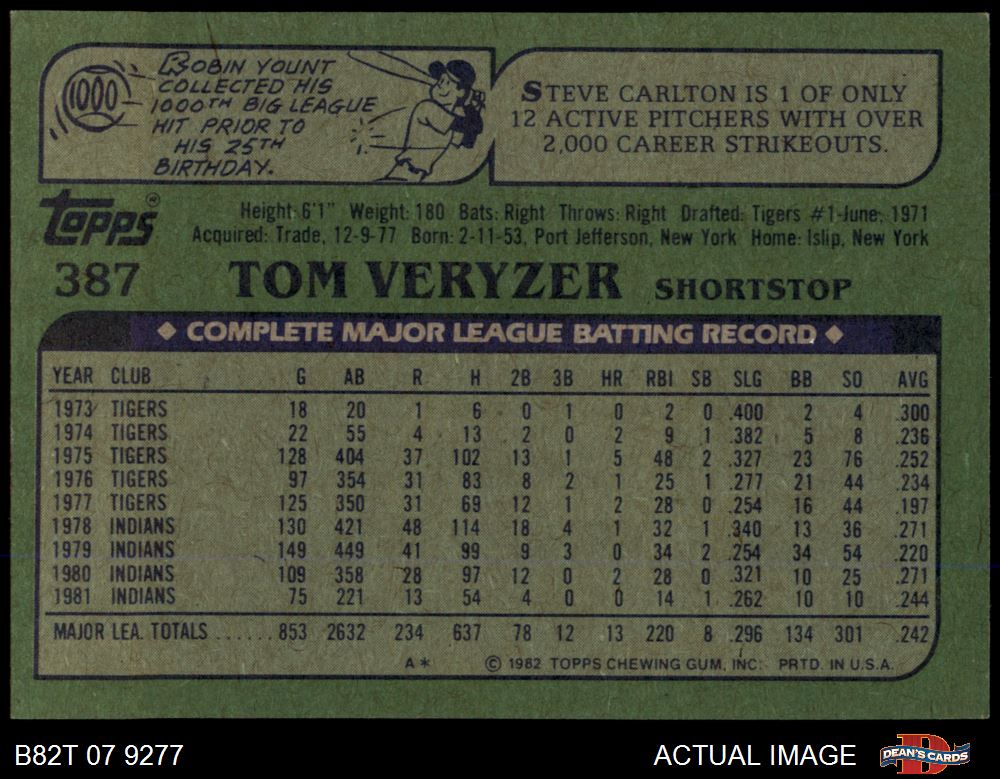 1000
ROBIN YOUNT
COLLECTED HIS
1000TH BIG LEAGUE
HIT PRIOR TO
HIS 25TH
BIRTHDAY.
STEVE CARLTON IS 1 OF ONLY
12 ACTIVE PITCHERS WITH OVER
2,000 CAREER STRIKEOUTS.
topps®
Height: 6'1" Weight: 180 Bats: Right Throws: Right Drafted: Tigers #1-June, 1971
Acquired: Trade, 12-9-77 Born: 2-11-53, Port Jefferson, New York Home: Islip, New York
387 TOM VERYZER SHORTSTOP
◆ COMPLETE MAJOR LEAGUE BATTING RECORD ◆
YEAR CLUB G AB R H 2B 3B HR RBI SB SLG BB SO AVG
1973 TIGERS 18 20 1 6 0 1 0 2 0 .400 2 4 .300
1974 TIGERS 22 55 4 13 2 0 2 9 1 .382 5 8 .236
1975 TIGERS 128 404 37 102 13 1 5 48 2 .327 23 76 .252
1976 TIGERS 97 354 31 83 8 2 1 25 1 .277 21 44 .234
1977 TIGERS 125 350 31 69 12 1 2 28 0 .254 16 44 .197
1978 INDIANS 130 421 48 114 18 4 1 32 1 .340 13 36 .271
1979 INDIANS 149 449 41 99 9 3 0 34 2 .254 34 54 .220
1980 INDIANS 109 358 28 97 12 0 2 28 0 .321 10 25 .271
1981 INDIANS 75 221 13 54 4 0 0 14 1 .262 10 10 .244
MAJOR LEA. TOTALS ...... 853 2632 234 637 78 12 13 220 8 .296 134 301 .242
A* © 1982 TOPPS CHEWING GUM, INC. PRTD. IN U.S.A.
B82T 07 9277 ACTUAL IMAGE DEAN'S CARDS